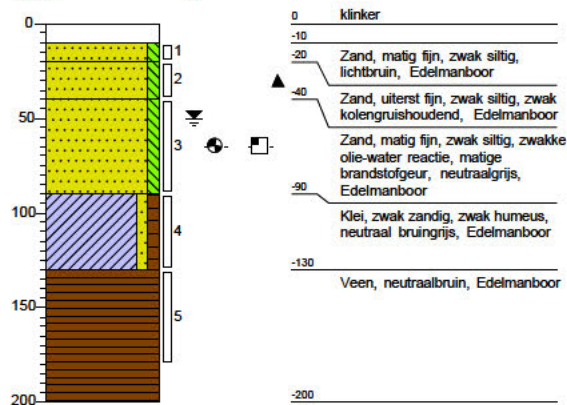 0
50
100
150
200
1
2
3
4
5
0 klinker
-10
-20
Zand, matig fijn, zwak siltig,
lichtbruin, Edelmanboor
-40
Zand, uiterst fijn, zwak siltig, zwak
kolengruishoudend, Edelmanboor
Zand, matig fijn, zwak siltig, zwakke
olie-water reactie, matige
brandstofgeur, neutraalgrijs,
Edelmanboor
-90
Klei, zwak zandig, zwak humeus,
neutraal bruingrijs, Edelmanboor
-130
Veen, neutraalbruin, Edelmanboor
-200